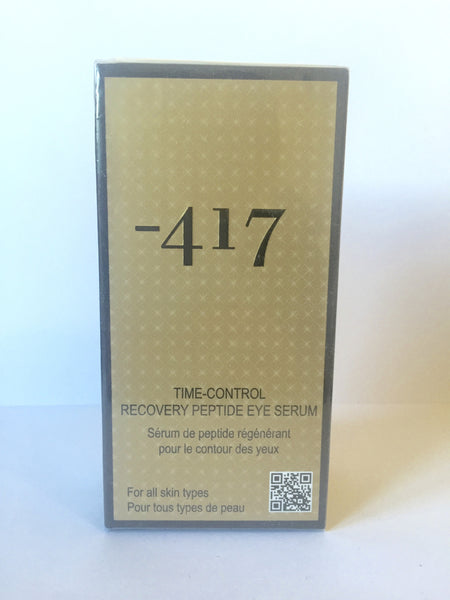 -417
TIME-CONTROL
RECOVERY PEPTIDE EYE SERUM
Sérum de peptide régénérant
pour le contour des yeux
For all skin types
Pour tous types de peau